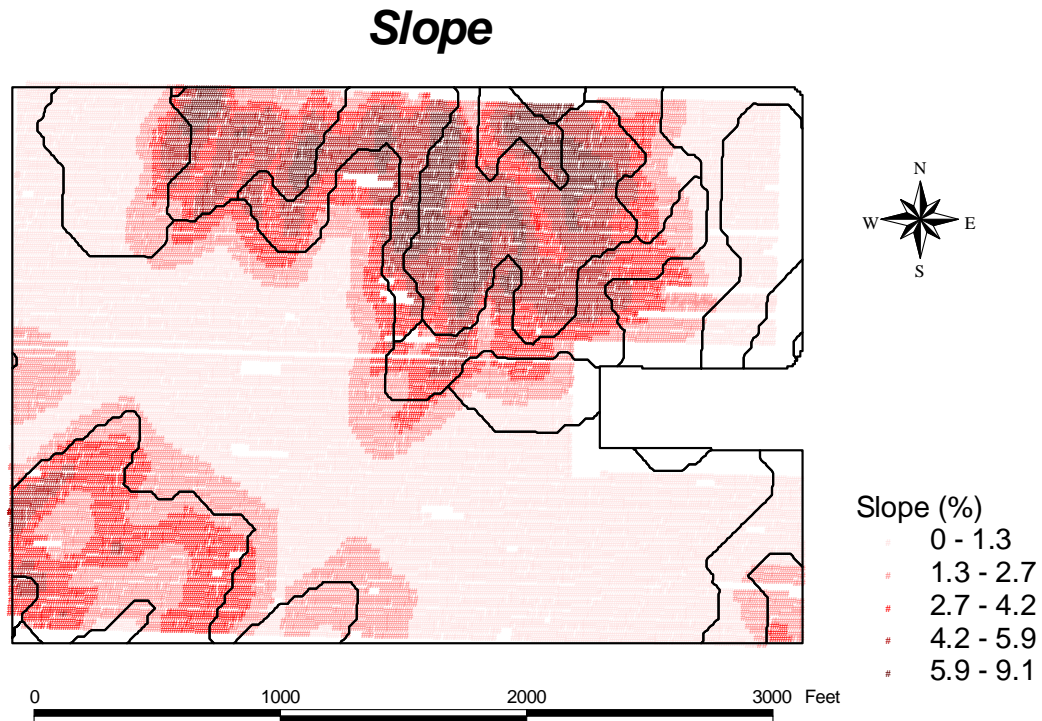 Slope
N
W E
S
Slope (%)
0 - 1.3
1.3 - 2.7
2.7 - 4.2
4.2 - 5.9
5.9 - 9.1
0 1000 2000 3000 Feet